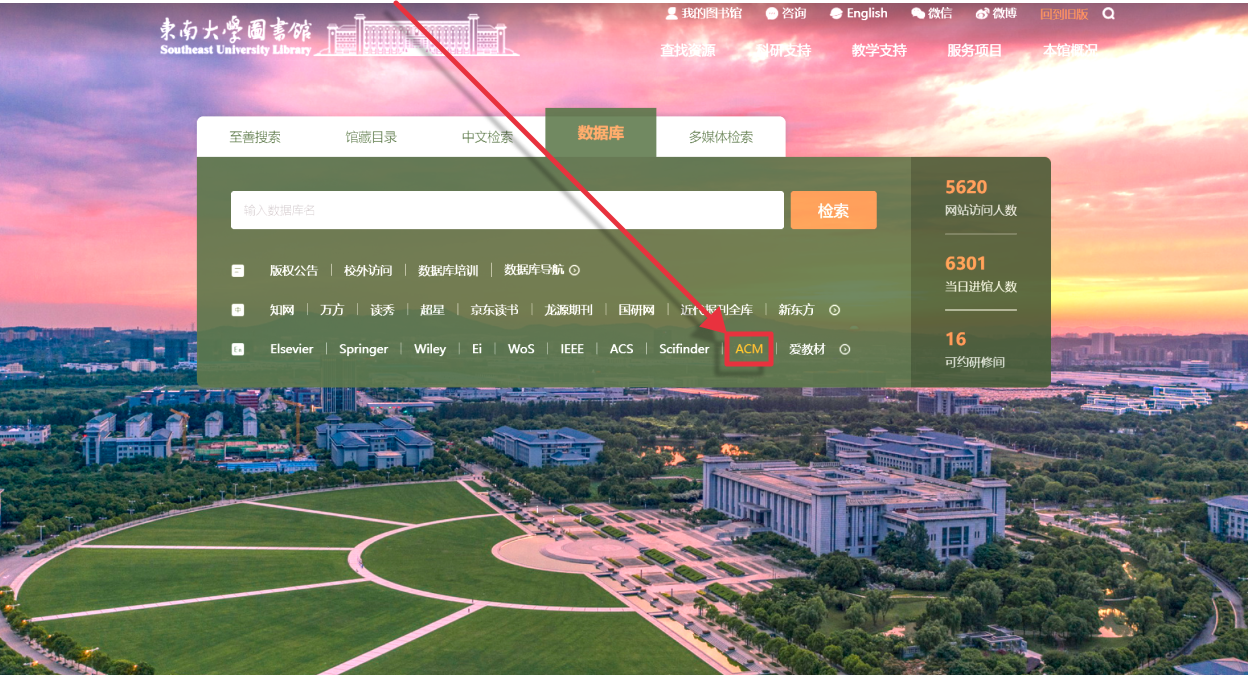 東南大學圖書館
Southeast University Library
我的图书馆 咨询 English 微信 微博 回到旧版
查找资源 科研支持 教学支持 服务项目 本馆概况
至善搜索 馆藏目录 中文检索 数据库 多媒体检索
输入数据库名 检索
5620
网站访问人数
版权公告 校外访问 数据库培训 数据库导航
6301
当日进馆人数
中 知网 万方 读秀 超星 京东读书 龙源期刊 国研网 近代报刊全库 新东方
En Elsevier Springer Wiley Ei WoS IEEE ACS Scifinder ACM 爱教材
16
可约研修间